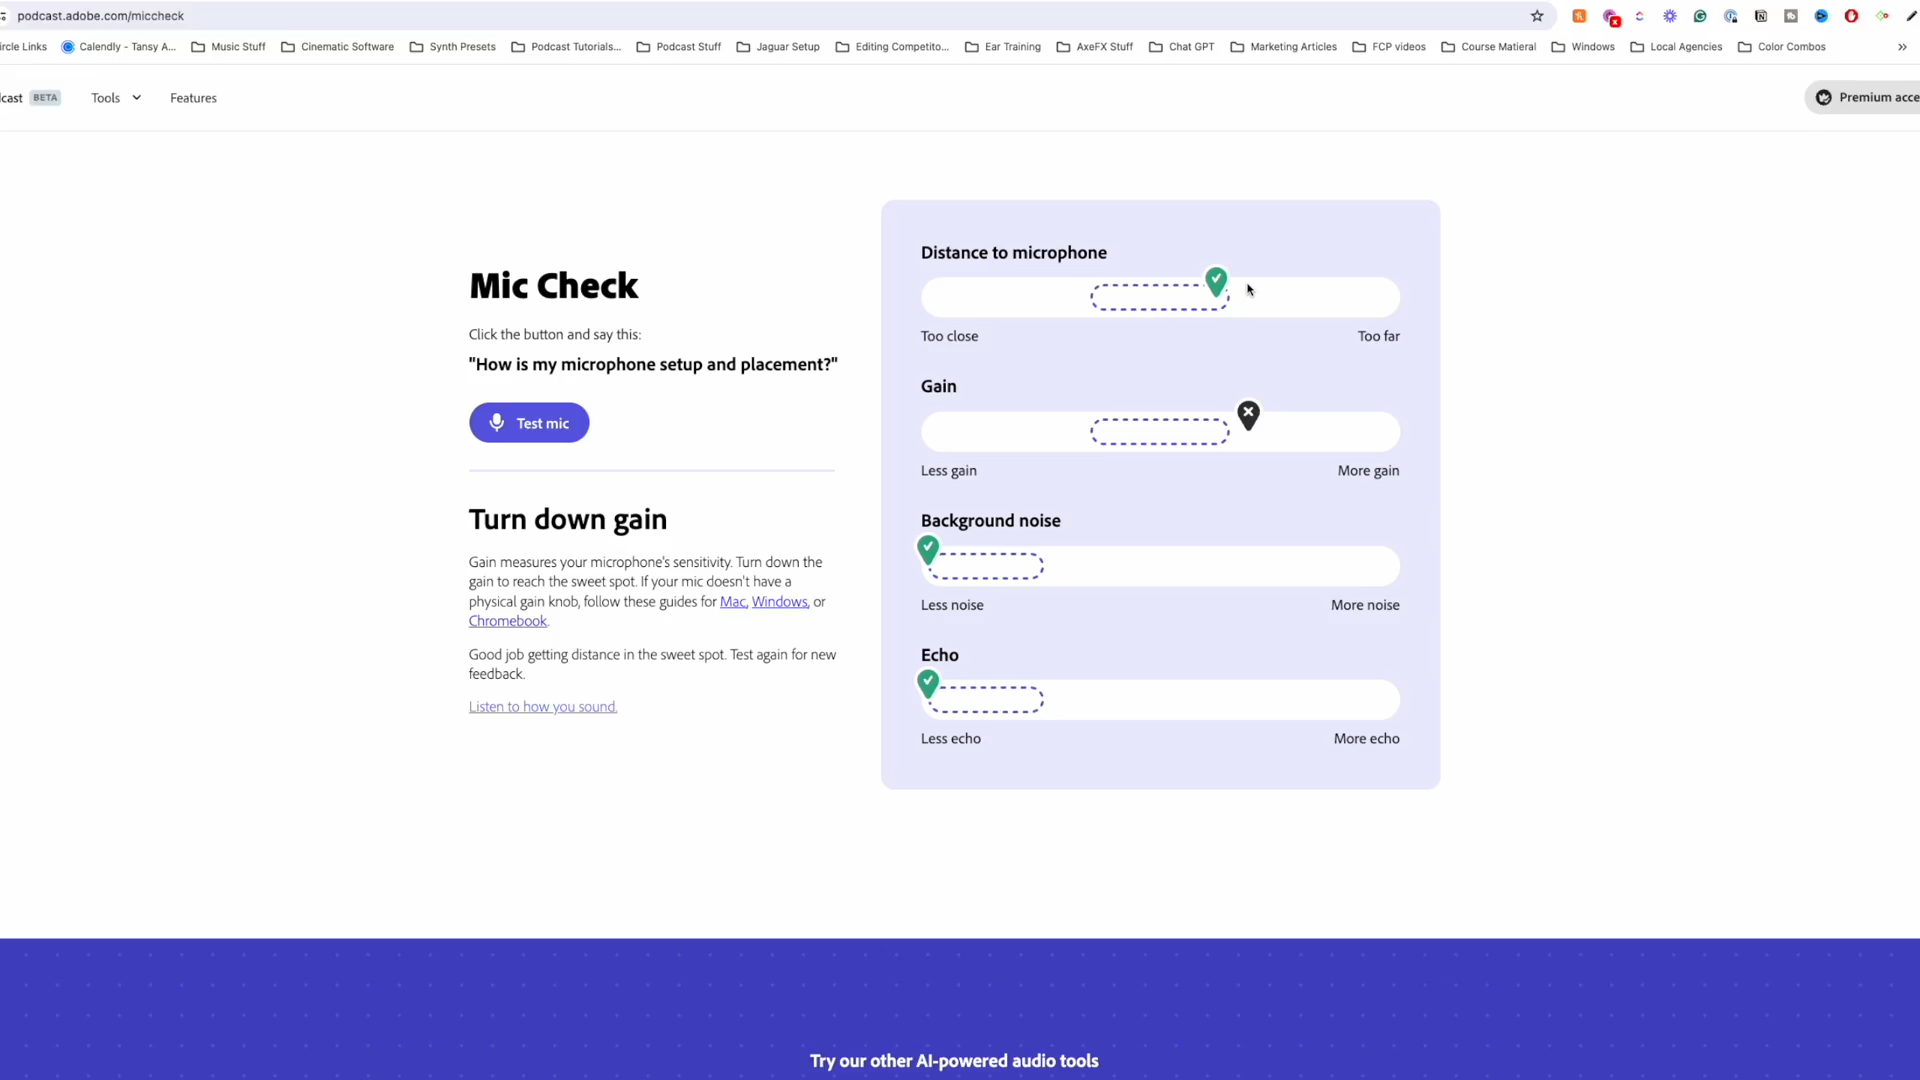 podcast.adobe.com/miccheck
ircle Links
Calendly - Tansy A...
Music Stuff
Cinematic Software
Synth Presets
Podcast Tutorials...
Podcast Stuff
Jaguar Setup
Editing Competito...
Ear Training
AxeFX Stuff
Chat GPT
Marketing Articles
FCP videos
Course Matieral
Windows
Local Agencies
Color Combos
»
dcast BETA
Tools
Features
Premium acce
Mic Check
Click the button and say this:
"How is my microphone setup and placement?"
Test mic
Turn down gain
Gain measures your microphone's sensitivity. Turn down the
gain to reach the sweet spot. If your mic doesn't have a
physical gain knob, follow these guides for Mac, Windows, or
Chromebook.
Good job getting distance in the sweet spot. Test again for new
feedback.
Listen to how you sound.
Distance to microphone
Too close
Too far
Gain
Less gain
More gain
Background noise
Less noise
More noise
Echo
Less echo
More echo
Try our other AI-powered audio tools